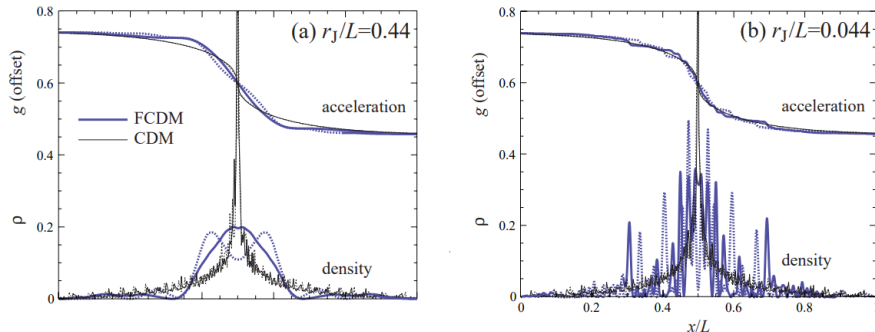 0.8
(a) rJ/L=0.44
g (offset)
0.6
acceleration
FCDM
CDM
0.4
ρ
0.2
density
0
(b) rJ/L=0.044
0.8
g (offset)
0.6
acceleration
0.4
ρ
0.2
density
0
0 0.2 0.4 0.6 0.8
x/L